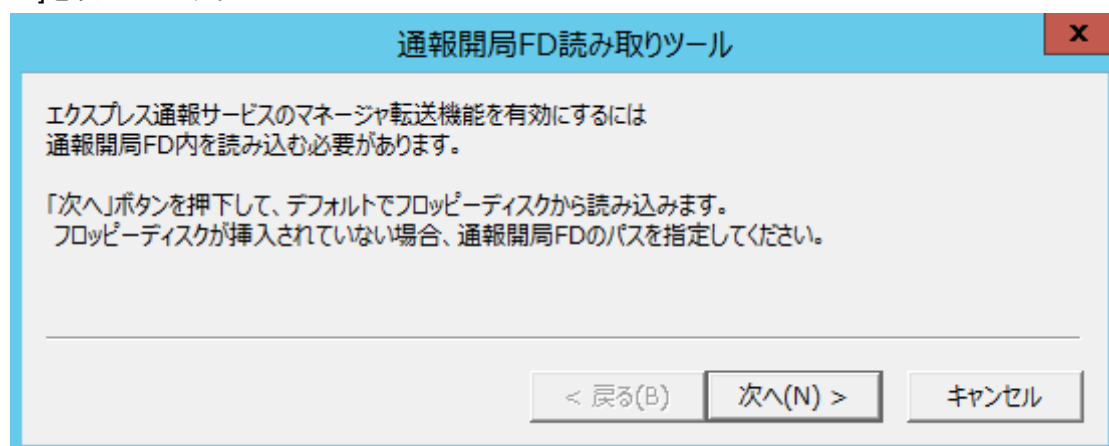 通報開局FD読み取りツール
x
エクスプレス通報サービスのマネージャ転送機能を有効にするには
通報開局FD内を読み込む必要があります。
「次へ」ボタンを押下して、デフォルトでフロッピーディスクから読み込みます。
フロッピーディスクが挿入されていない場合、通報開局FDのパスを指定してください。
< 戻る(B) 次へ(N) > キャンセル